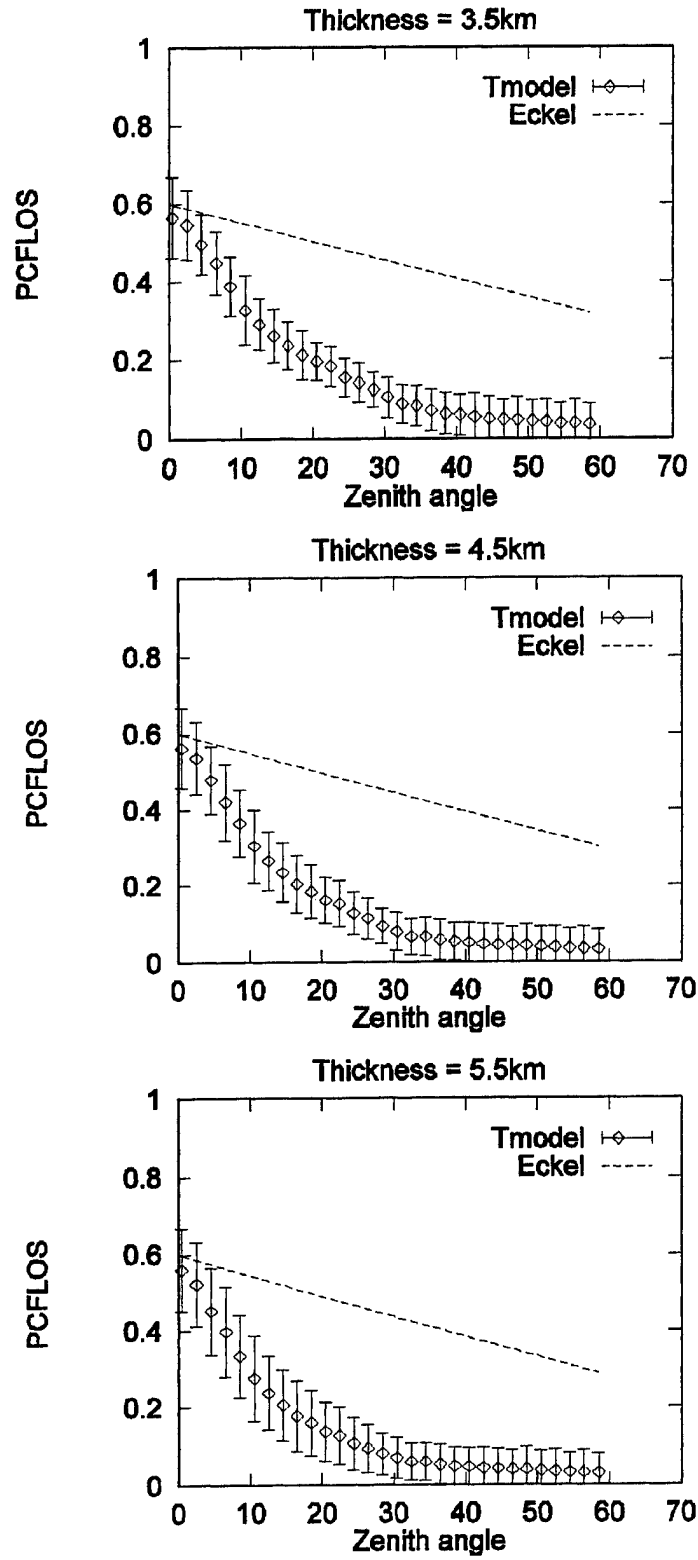 Thickness = 3.5km
1
0.8
0.6
0.4
0.2
0
PCFLOS
Tmodel
Eckel
0 10 20 30 40 50 60 70
Zenith angle
Thickness = 4.5km
1
0.8
0.6
0.4
0.2
0
PCFLOS
Tmodel
Eckel
0 10 20 30 40 50 60 70
Zenith angle
Thickness = 5.5km
1
0.8
0.6
0.4
0.2
0
PCFLOS
Tmodel
Eckel
0 10 20 30 40 50 60 70
Zenith angle